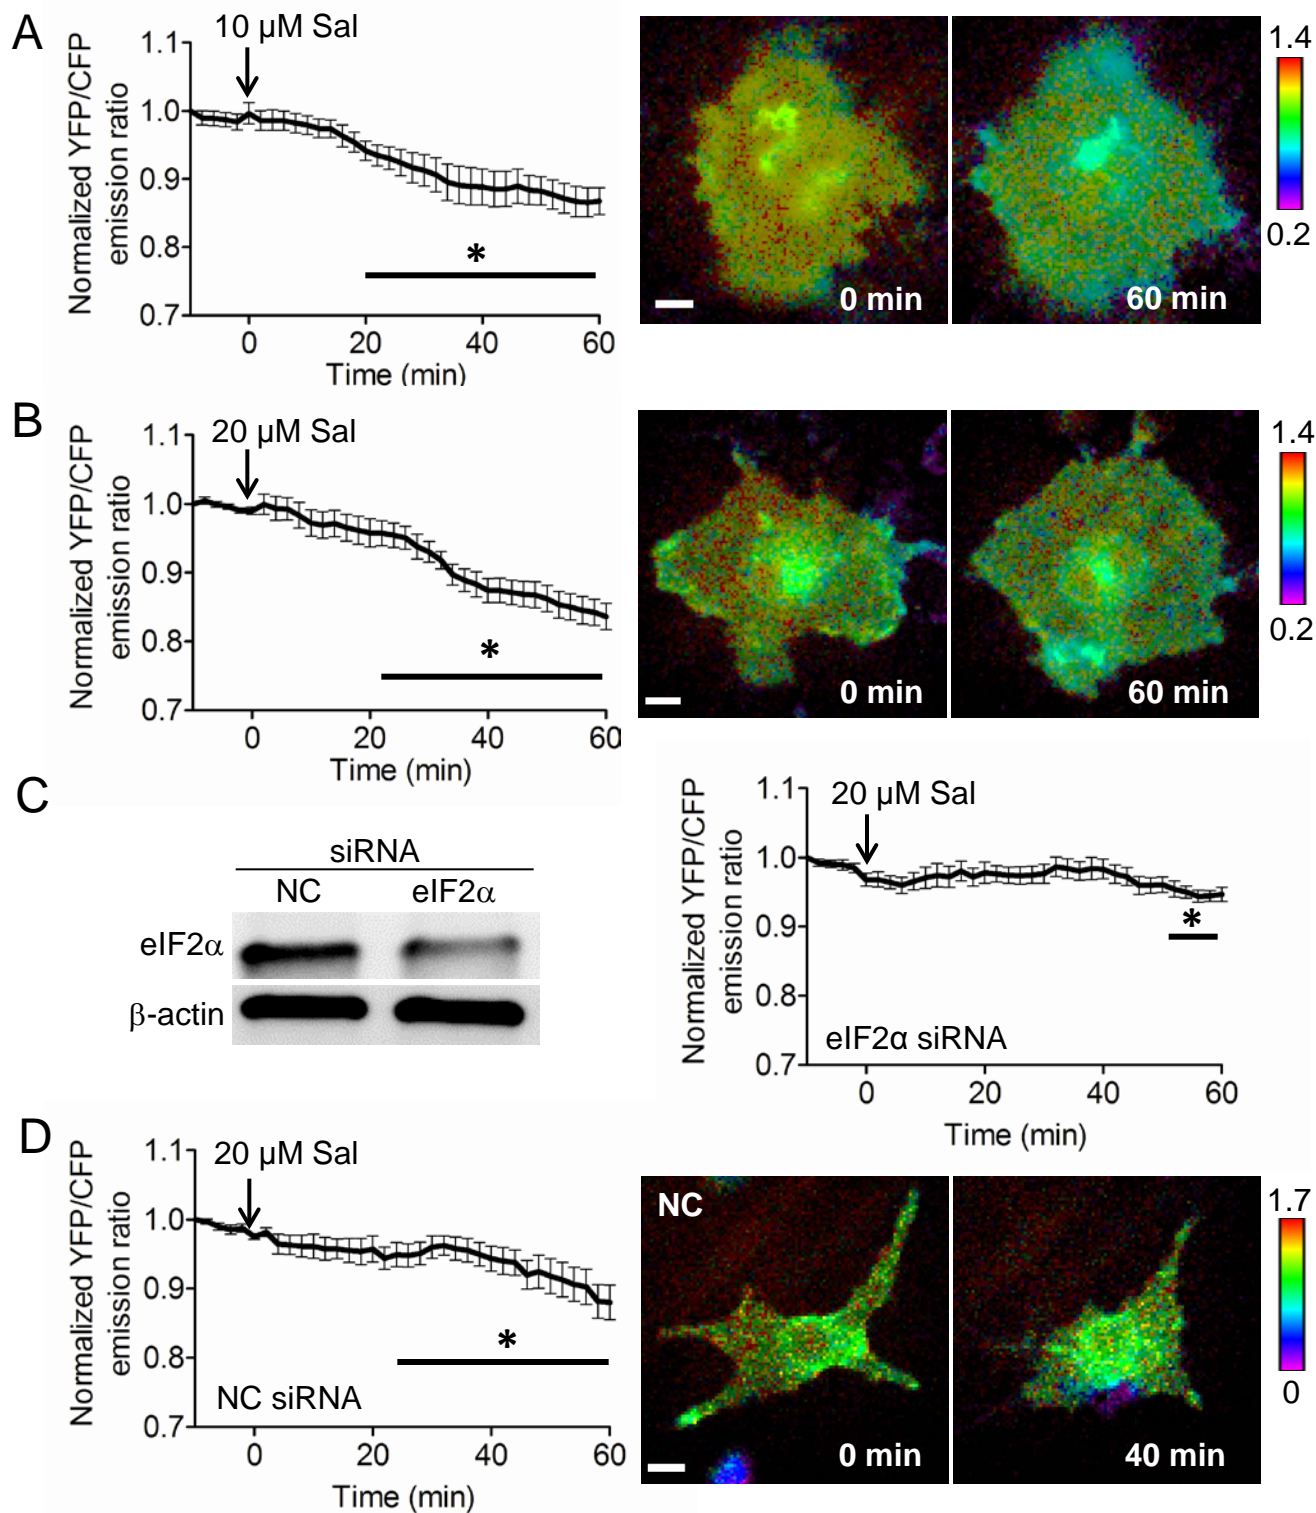 A
10 µM Sal
Normalized YFP/CFP
emission ratio
1.1
1.0
0.9
0.8
0.7
*
0
20
40
60
Time (min)
0 min
60 min
1.4
0.2
B
20 µM Sal
Normalized YFP/CFP
emission ratio
1.1
1.0
0.9
0.8
0.7
*
0
20
40
60
Time (min)
0 min
60 min
1.4
0.2
C
siRNA
NC eIF2α
eIF2α
β-actin
20 µM Sal
Normalized YFP/CFP
emission ratio
1.1
1.0
0.9
0.8
0.7
*
eIF2α siRNA
0
20
40
60
Time (min)
D
20 µM Sal
Normalized YFP/CFP
emission ratio
1.1
1.0
0.9
0.8
0.7
*
NC siRNA
0
20
40
60
Time (min)
NC
0 min
40 min
1.7
0